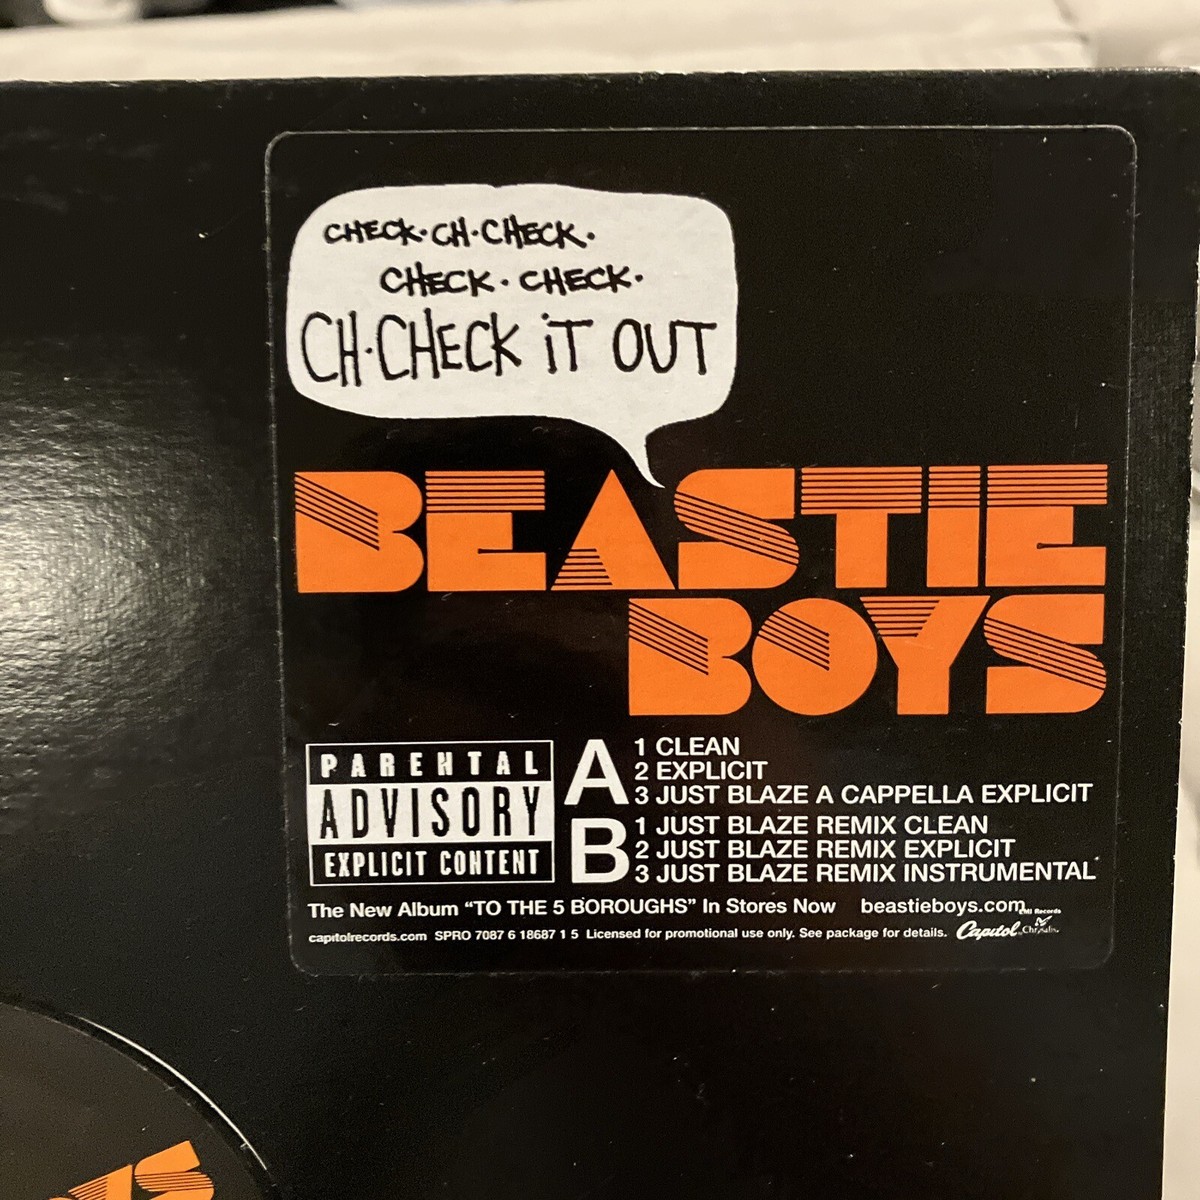 CHECK·CH·CHECK·
CHECK·CHECK·
CH·CHECK iT OUT
BEASTIE
BOYS
PARENTAL
ADVISORY
EXPLICIT CONTENT
A
1 CLEAN
2 EXPLICIT
3 JUST BLAZE A CAPPELLA EXPLICIT
B
1 JUST BLAZE REMIX CLEAN
2 JUST BLAZE REMIX EXPLICIT
3 JUST BLAZE REMIX INSTRUMENTAL
The New Album “TO THE 5 BOROUGHS” In Stores Now beastieboys.com
capitolrecords.com SPRO 7087 6 18687 1 5 Licensed for promotional use only. See package for details. Capitol
EMI Records
Chrysalis